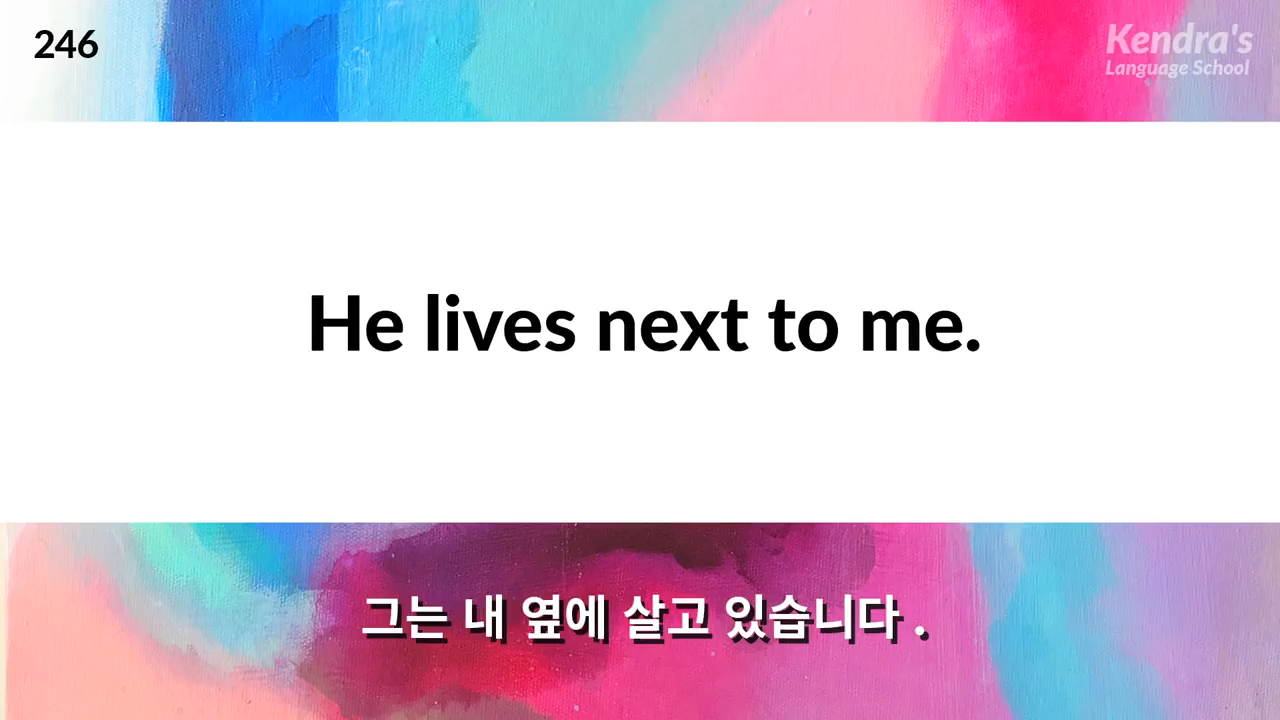 246
Kendra's
Language School
He lives next to me.
그는 내 옆에 살고 있습니다 .